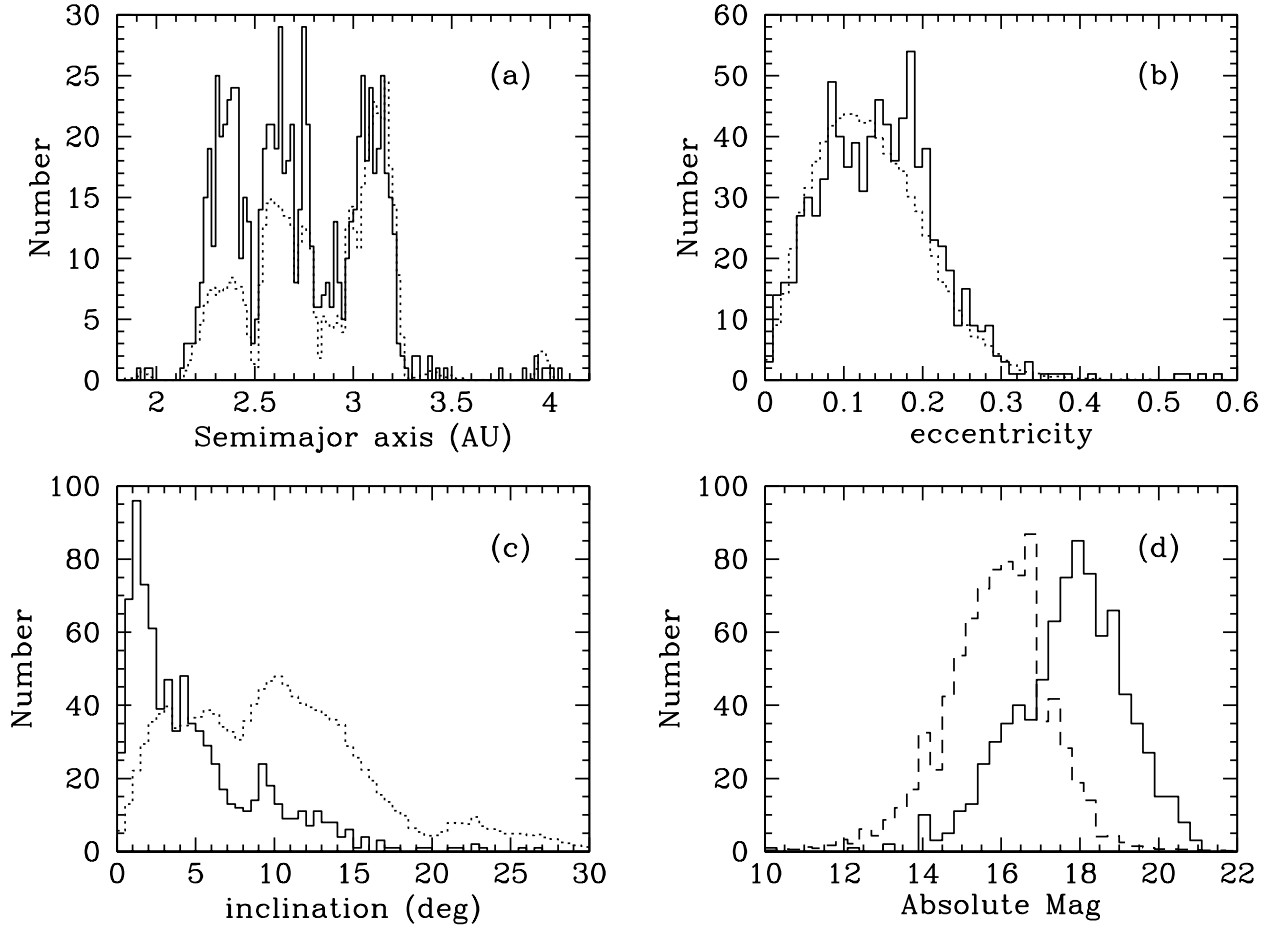 30
25
20
15
10
5
0
Number
(a)
2 2.5 3 3.5 4
Semimajor axis (AU)
60
50
40
30
20
10
0
Number
(b)
0 0.1 0.2 0.3 0.4 0.5 0.6
eccentricity
100
80
60
40
20
0
Number
(c)
0 5 10 15 20 25 30
inclination (deg)
100
80
60
40
20
0
Number
(d)
10 12 14 16 18 20 22
Absolute Mag